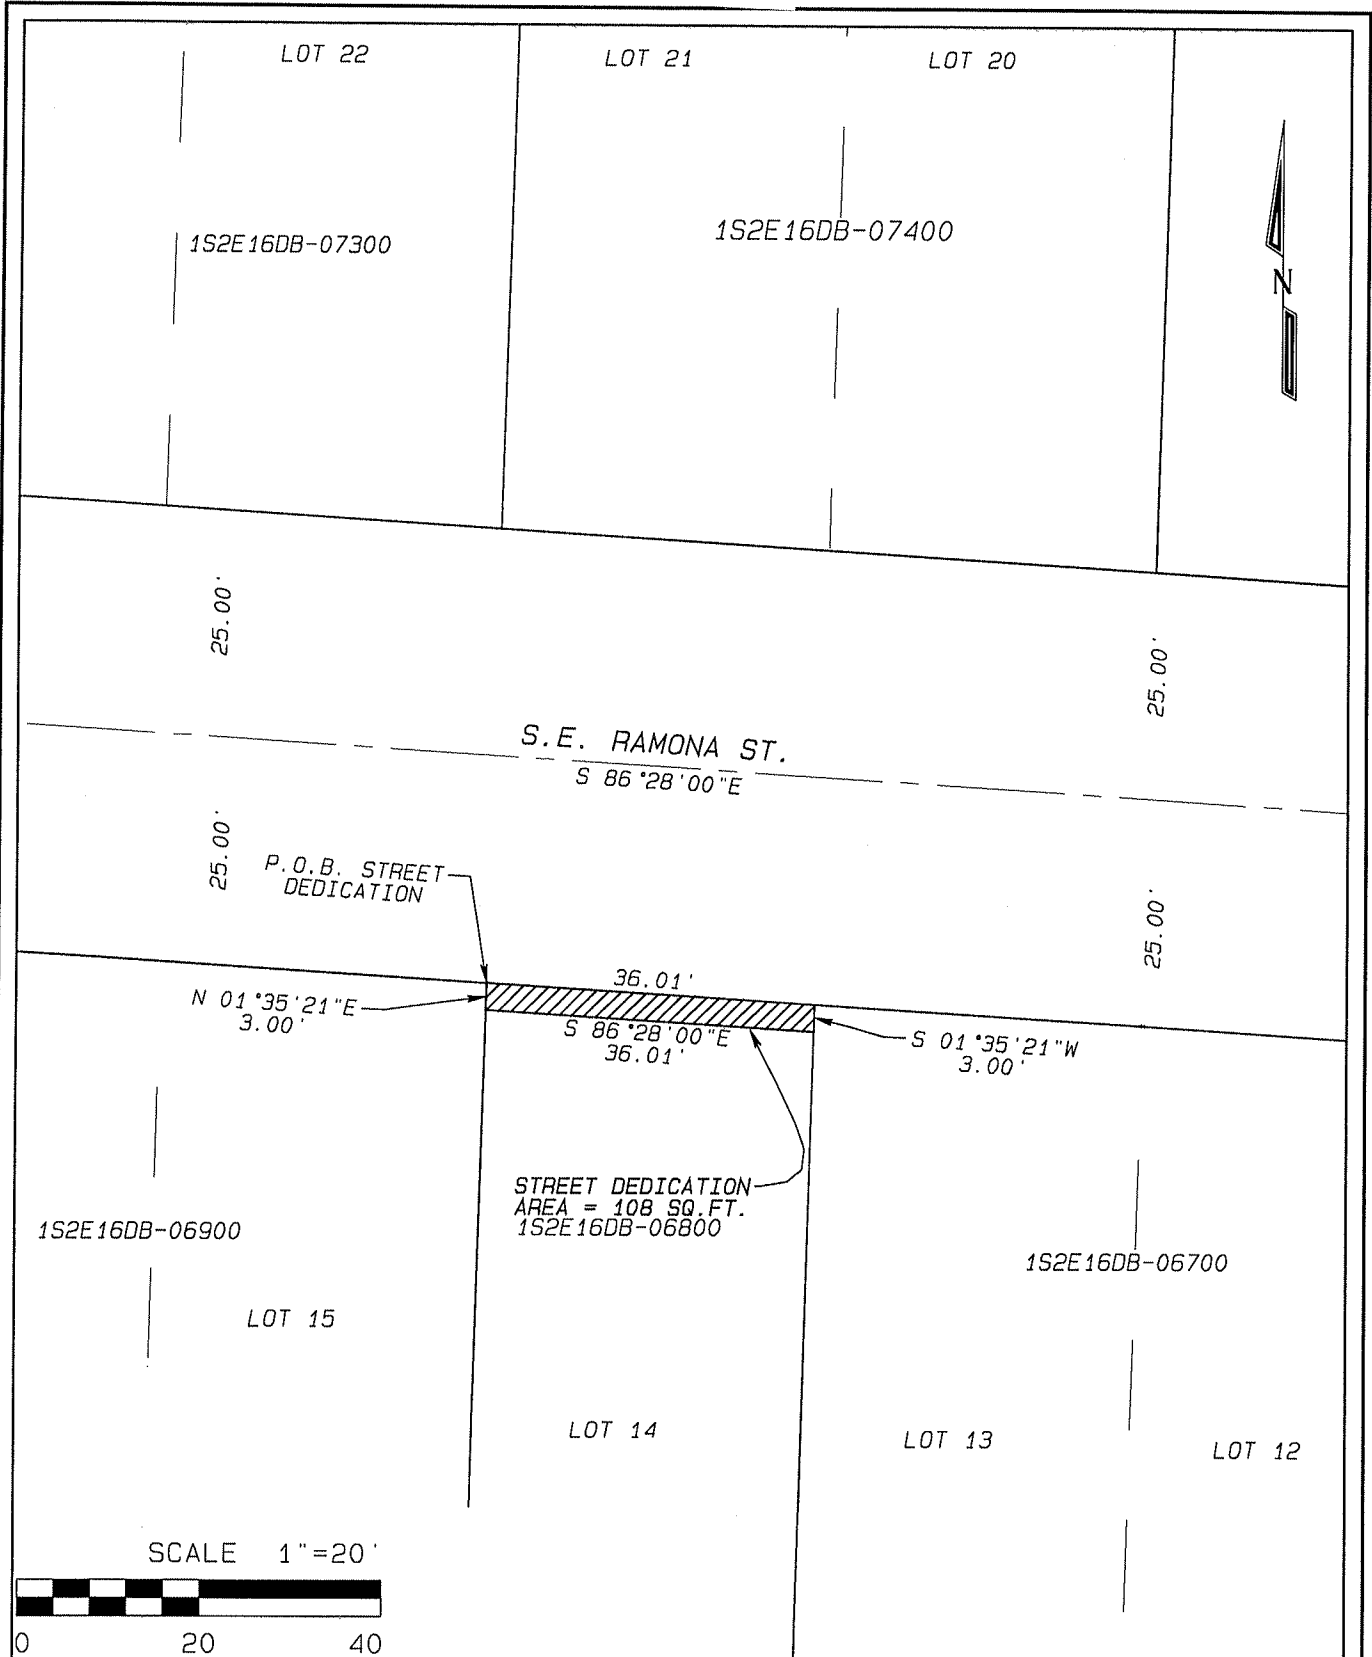 LOT 22
LOT 21
LOT 20
1S2E16DB-07300
1S2E16DB-07400
N
25.00'
25.00'
S.E. RAMONA ST.
S 86°28'00"E
25.00'
25.00'
P.O.B. STREET
DEDICATION
36.01'
N 01°35'21"E
3.00'
S 86°28'00"E
36.01'
S 01°35'21"W
3.00'
STREET DEDICATION
AREA = 108 SQ.FT.
1S2E16DB-06800
1S2E16DB-06900
1S2E16DB-06700
LOT 15
LOT 14
LOT 13
LOT 12
SCALE 1"=20'
0 20 40